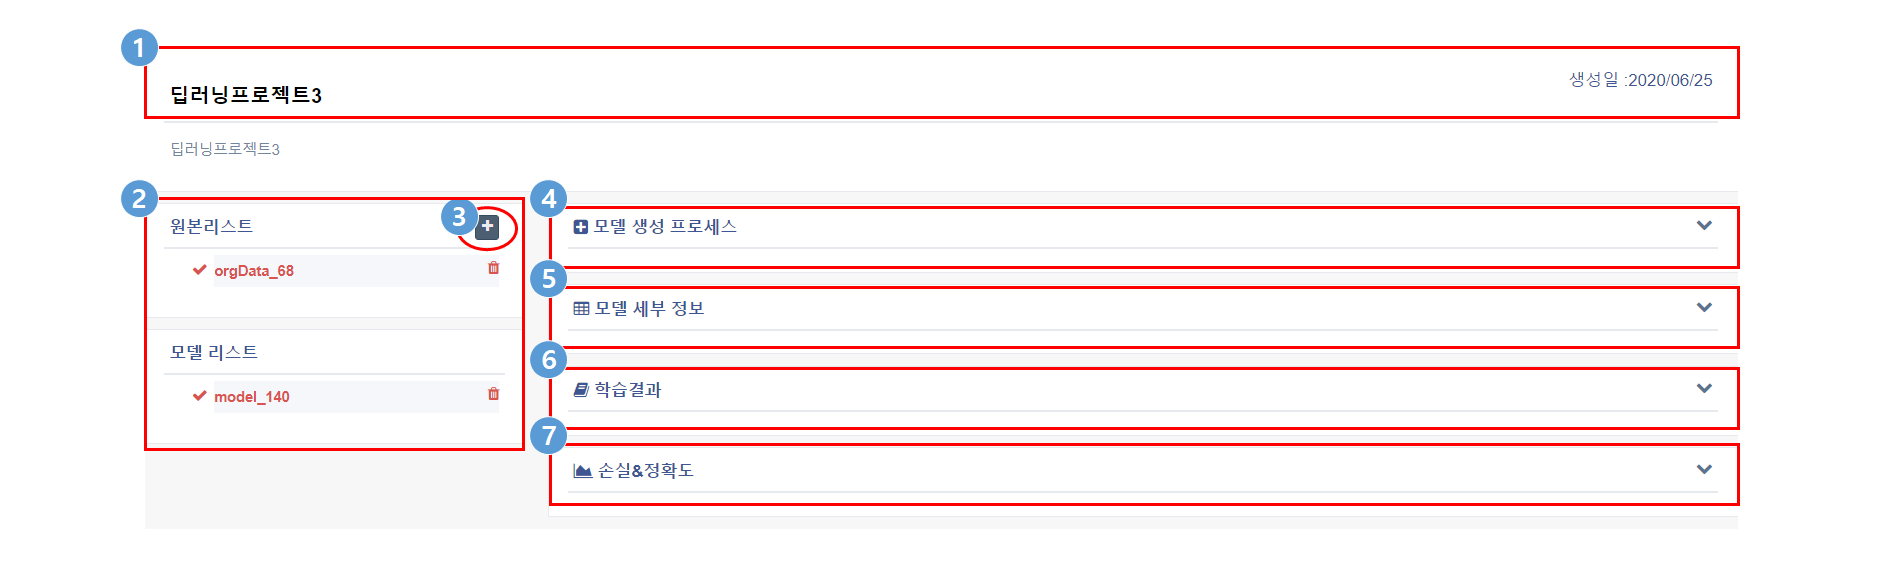 1
생성일 :2020/06/25
딥러닝프로젝트3
딥러닝프로젝트3
2
원본리스트
3
orgData_68
모델 리스트
model_140
4
모델 생성 프로세스
5
모델 세부 정보
6
학습결과
7
손실&정확도